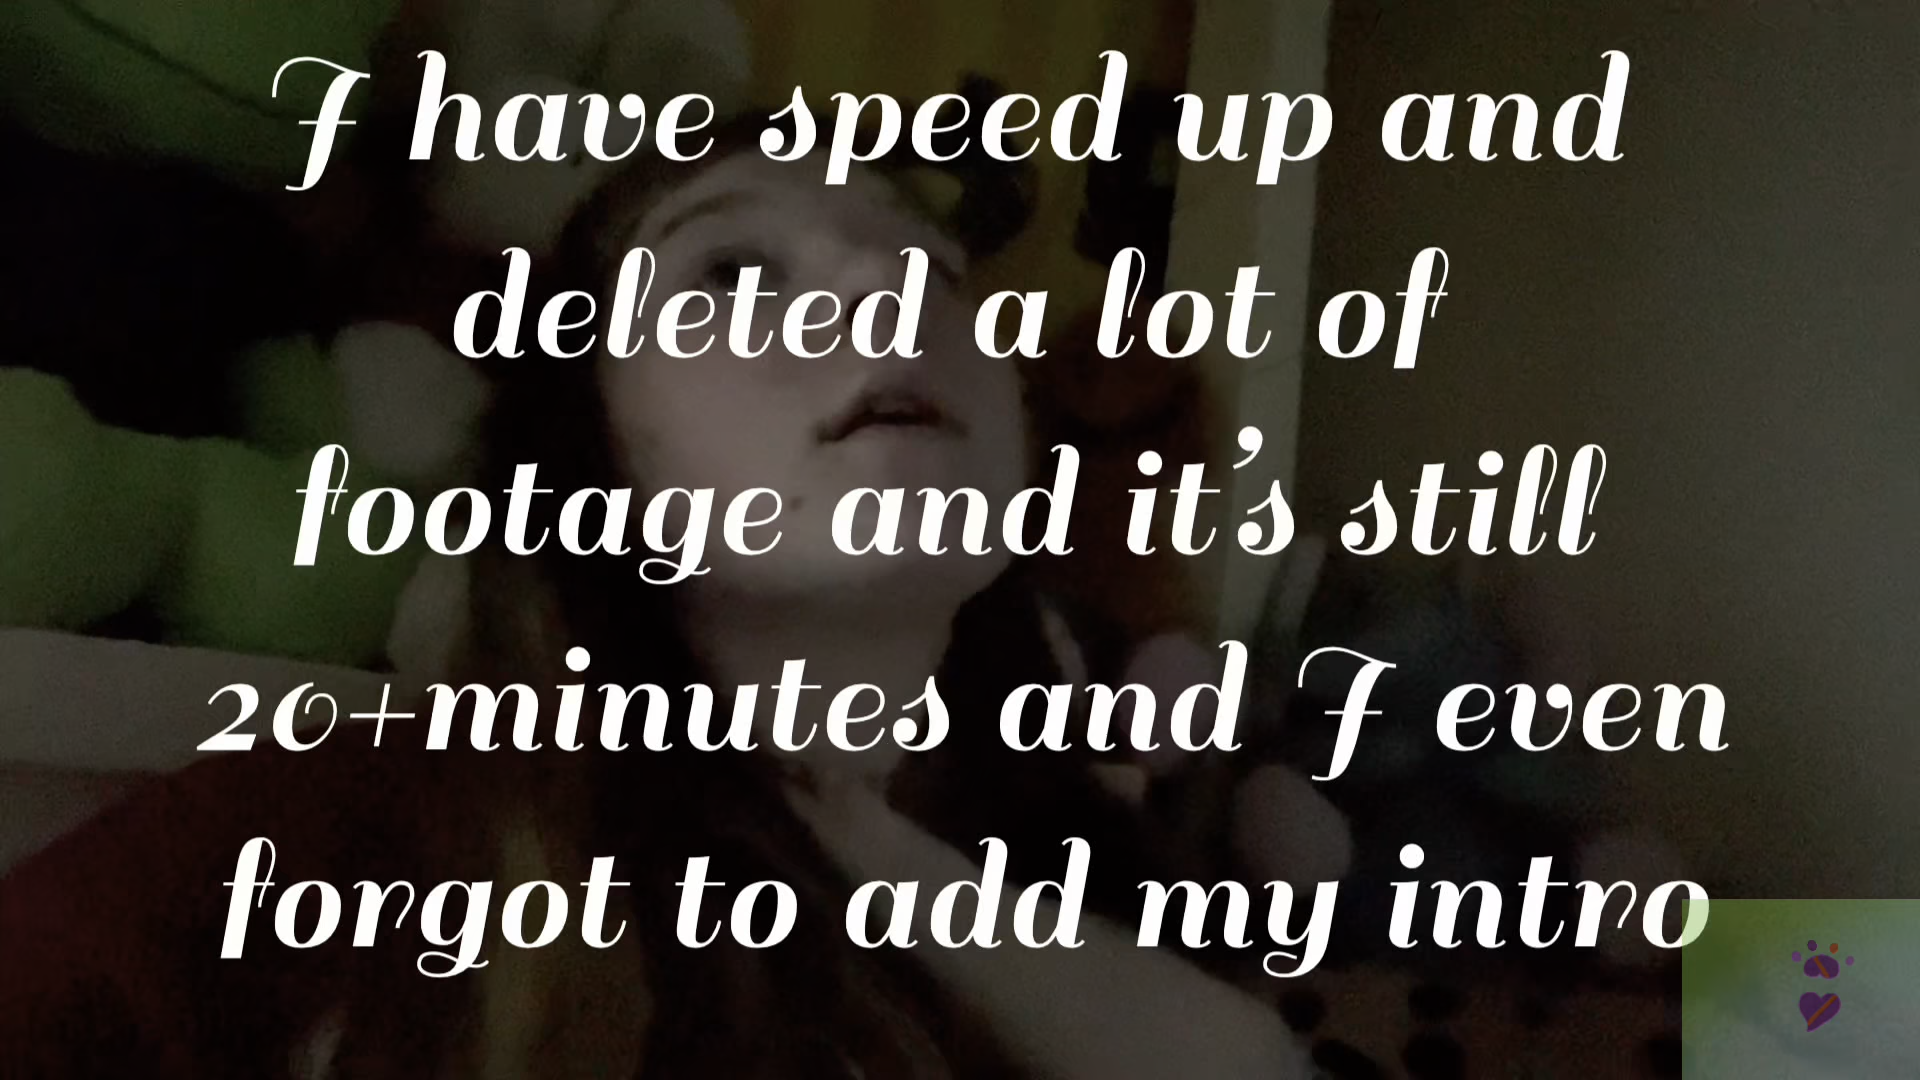 I have speed up and
deleted a lot of
footage and it's still
20+minutes and I even
forgot to add my intro